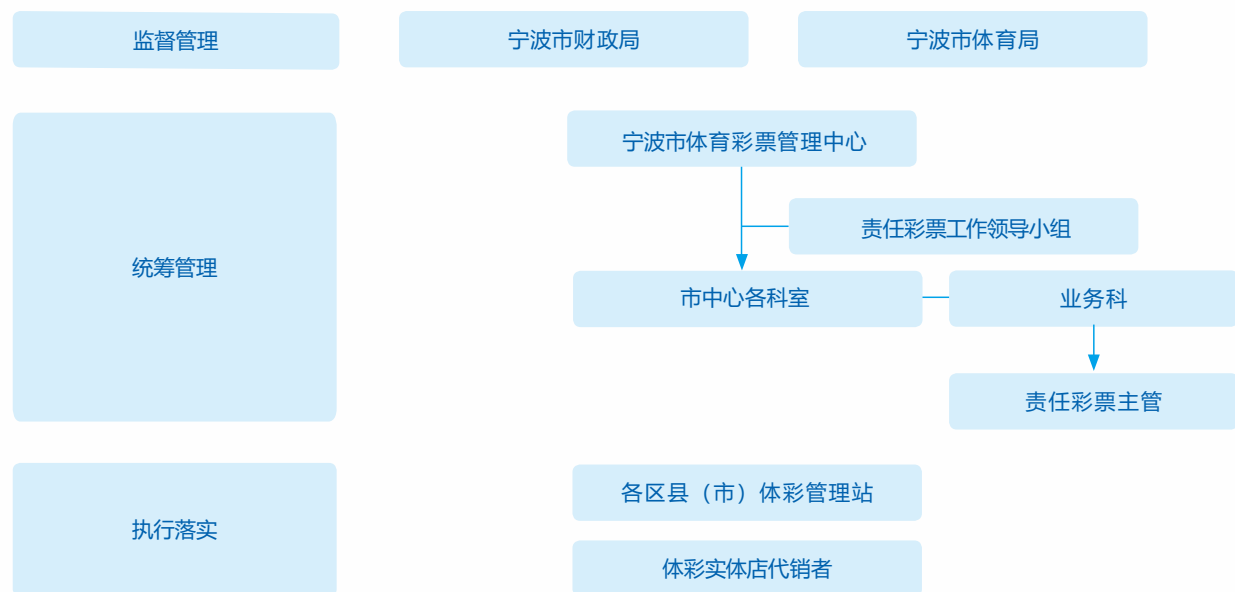 监督管理
宁波市财政局
宁波市体育局
宁波市体育彩票管理中心
责任彩票工作领导小组
统筹管理
市中心各科室
业务科
责任彩票主管
各区县（市）体彩管理站
执行落实
体彩实体店代销者